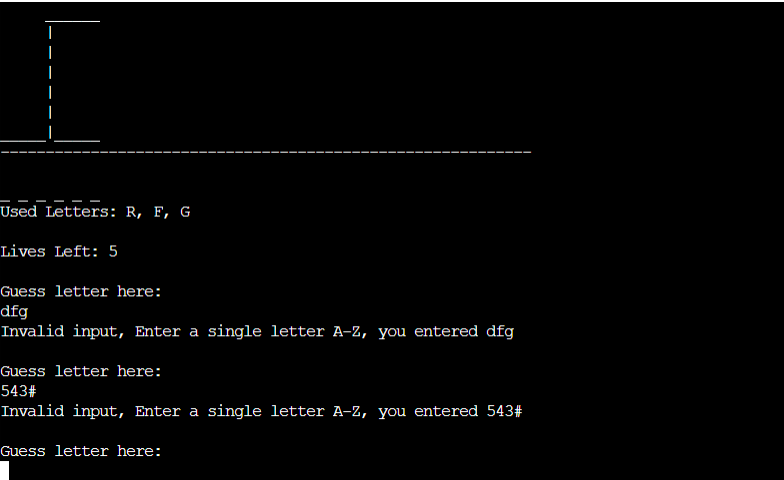 _ _ _ _ _ _
Used Letters: R, F, G
Lives Left: 5
Guess letter here:
dfg
Invalid input, Enter a single letter A-Z, you entered dfg
Guess letter here:
543#
Invalid input, Enter a single letter A-Z, you entered 543#
Guess letter here: